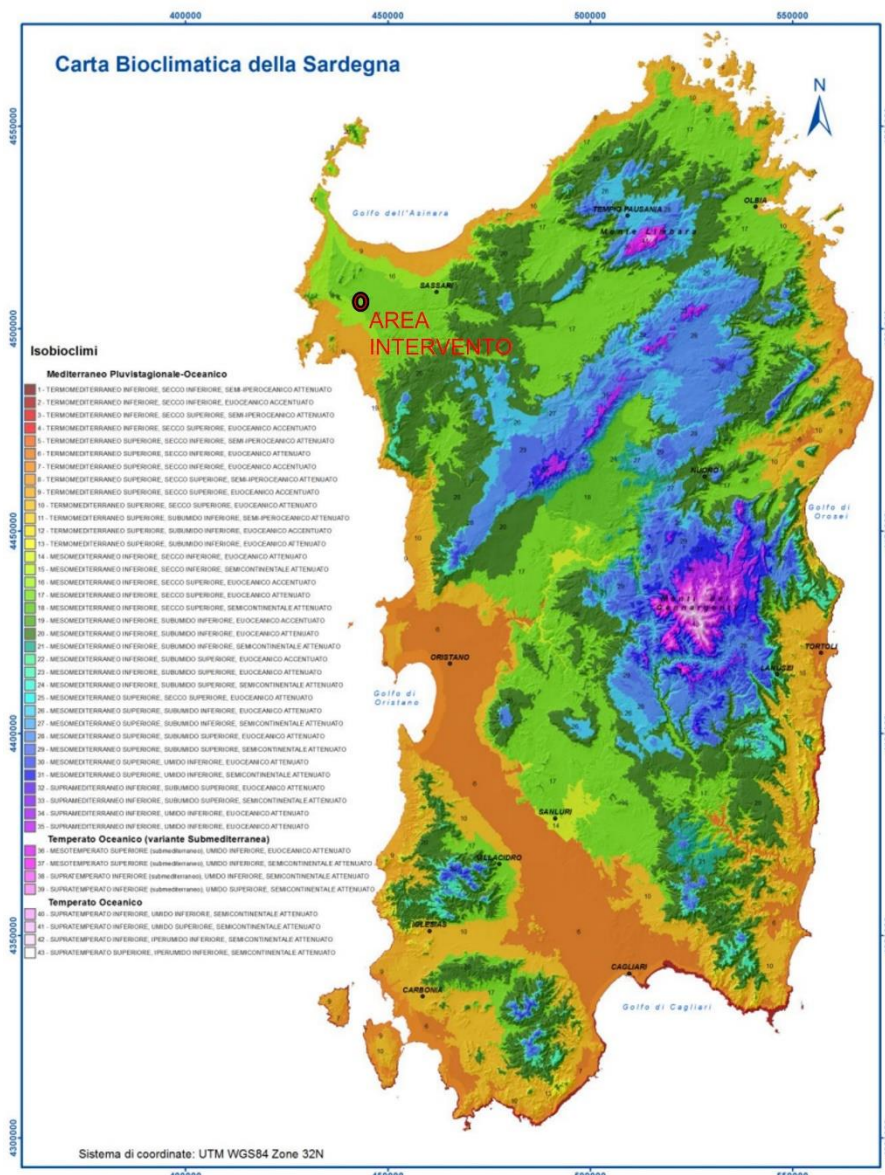 400000 450000 500000 550000
Carta Bioclimatica della Sardegna
N
4550000
Golfo dell'Asinara
TEMPIO PAUSANIA
OLBIA
Monte Limbara
SASSARI
4500000
AREA
INTERVENTO
Isobioclimi
Mediterraneo Pluvistagionale-Oceanico
1 - TERMOMEDITERRANEO INFERIORE, SECCO INFERIORE, SEMI-IPEROCEANICO ATTENUATO
2 - TERMOMEDITERRANEO INFERIORE, SECCO INFERIORE, EUOCEANICO ACCENTUATO
3 - TERMOMEDITERRANEO INFERIORE, SECCO SUPERIORE, SEMI-IPEROCEANICO ATTENUATO
4 - TERMOMEDITERRANEO INFERIORE, SECCO SUPERIORE, EUOCEANICO ACCENTUATO
5 - TERMOMEDITERRANEO SUPERIORE, SECCO INFERIORE, SEMI-IPEROCEANICO ATTENUATO
6 - TERMOMEDITERRANEO SUPERIORE, SECCO INFERIORE, EUOCEANICO ATTENUATO
7 - TERMOMEDITERRANEO SUPERIORE, SECCO INFERIORE, EUOCEANICO ACCENTUATO
8 - TERMOMEDITERRANEO SUPERIORE, SECCO SUPERIORE, SEMI-IPEROCEANICO ATTENUATO
9 - TERMOMEDITERRANEO SUPERIORE, SECCO SUPERIORE, EUOCEANICO ACCENTUATO
10 - TERMOMEDITERRANEO SUPERIORE, SECCO SUPERIORE, EUOCEANICO ATTENUATO
11 - TERMOMEDITERRANEO SUPERIORE, SUBUMIDO INFERIORE, SEMI-IPEROCEANICO ATTENUATO
12 - TERMOMEDITERRANEO SUPERIORE, SUBUMIDO INFERIORE, EUOCEANICO ACCENTUATO
13 - TERMOMEDITERRANEO SUPERIORE, SUBUMIDO INFERIORE, EUOCEANICO ATTENUATO
14 - MESOMEDITERRANEO INFERIORE, SECCO INFERIORE, EUOCEANICO ATTENUATO
15 - MESOMEDITERRANEO INFERIORE, SECCO INFERIORE, SEMICONTINENTALE ATTENUATO
16 - MESOMEDITERRANEO INFERIORE, SECCO SUPERIORE, EUOCEANICO ACCENTUATO
17 - MESOMEDITERRANEO INFERIORE, SECCO SUPERIORE, EUOCEANICO ATTENUATO
18 - MESOMEDITERRANEO INFERIORE, SECCO SUPERIORE, SEMICONTINENTALE ATTENUATO
19 - MESOMEDITERRANEO INFERIORE, SUBUMIDO INFERIORE, EUOCEANICO ACCENTUATO
20 - MESOMEDITERRANEO INFERIORE, SUBUMIDO INFERIORE, EUOCEANICO ATTENUATO
21 - MESOMEDITERRANEO INFERIORE, SUBUMIDO INFERIORE, SEMICONTINENTALE ATTENUATO
22 - MESOMEDITERRANEO INFERIORE, SUBUMIDO SUPERIORE, EUOCEANICO ACCENTUATO
23 - MESOMEDITERRANEO INFERIORE, SUBUMIDO SUPERIORE, EUOCEANICO ATTENUATO
24 - MESOMEDITERRANEO INFERIORE, SUBUMIDO SUPERIORE, SEMICONTINENTALE ATTENUATO
25 - MESOMEDITERRANEO SUPERIORE, SECCO SUPERIORE, EUOCEANICO ATTENUATO
26 - MESOMEDITERRANEO SUPERIORE, SUBUMIDO INFERIORE, EUOCEANICO ATTENUATO
27 - MESOMEDITERRANEO SUPERIORE, SUBUMIDO INFERIORE, SEMICONTINENTALE ATTENUATO
28 - MESOMEDITERRANEO SUPERIORE, SUBUMIDO SUPERIORE, EUOCEANICO ATTENUATO
29 - MESOMEDITERRANEO SUPERIORE, SUBUMIDO SUPERIORE, SEMICONTINENTALE ATTENUATO
30 - MESOMEDITERRANEO SUPERIORE, UMIDO INFERIORE, EUOCEANICO ATTENUATO
31 - MESOMEDITERRANEO SUPERIORE, UMIDO INFERIORE, SEMICONTINENTALE ATTENUATO
32 - SUPRAMEDITERRANEO INFERIORE, SUBUMIDO SUPERIORE, EUOCEANICO ATTENUATO
33 - SUPRAMEDITERRANEO INFERIORE, SUBUMIDO SUPERIORE, SEMICONTINENTALE ATTENUATO
34 - SUPRAMEDITERRANEO INFERIORE, UMIDO INFERIORE, EUOCEANICO ATTENUATO
35 - SUPRAMEDITERRANEO INFERIORE, UMIDO INFERIORE, EUOCEANICO ATTENUATO
Temperato Oceanico (variante Submediterranea)
36 - MESOTEMPERATO SUPERIORE (submediterraneo), UMIDO INFERIORE, EUOCEANICO ATTENUATO
37 - MESOTEMPERATO SUPERIORE (submediterraneo), UMIDO INFERIORE, SEMICONTINENTALE ATTENUATO
38 - SUPRATEMPERATO INFERIORE (submediterraneo), UMIDO INFERIORE, SEMICONTINENTALE ATTENUATO
39 - SUPRATEMPERATO INFERIORE (submediterraneo), UMIDO SUPERIORE, SEMICONTINENTALE ATTENUATO
Temperato Oceanico
40 - SUPRATEMPERATO INFERIORE, UMIDO INFERIORE, SEMICONTINENTALE ATTENUATO
41 - SUPRATEMPERATO INFERIORE, UMIDO SUPERIORE, SEMICONTINENTALE ATTENUATO
42 - SUPRATEMPERATO INFERIORE, IPERUMIDO INFERIORE, SEMICONTINENTALE ATTENUATO
43 - SUPRATEMPERATO SUPERIORE, IPERUMIDO INFERIORE, SEMICONTINENTALE ATTENUATO
NUORO
Golfo di
Orosei
4450000
Monti del
Gennargentu
ORISTANO
TORTOLI
LANUSEI
Golfo di
Oristano
4400000
SANLURI
VILLACIDRO
4350000
IGLESIAS
CAGLIARI
CARBONIA
Golfo di Cagliari
4300000
Sistema di coordinate: UTM WGS84 Zone 32N
400000 450000 500000 550000